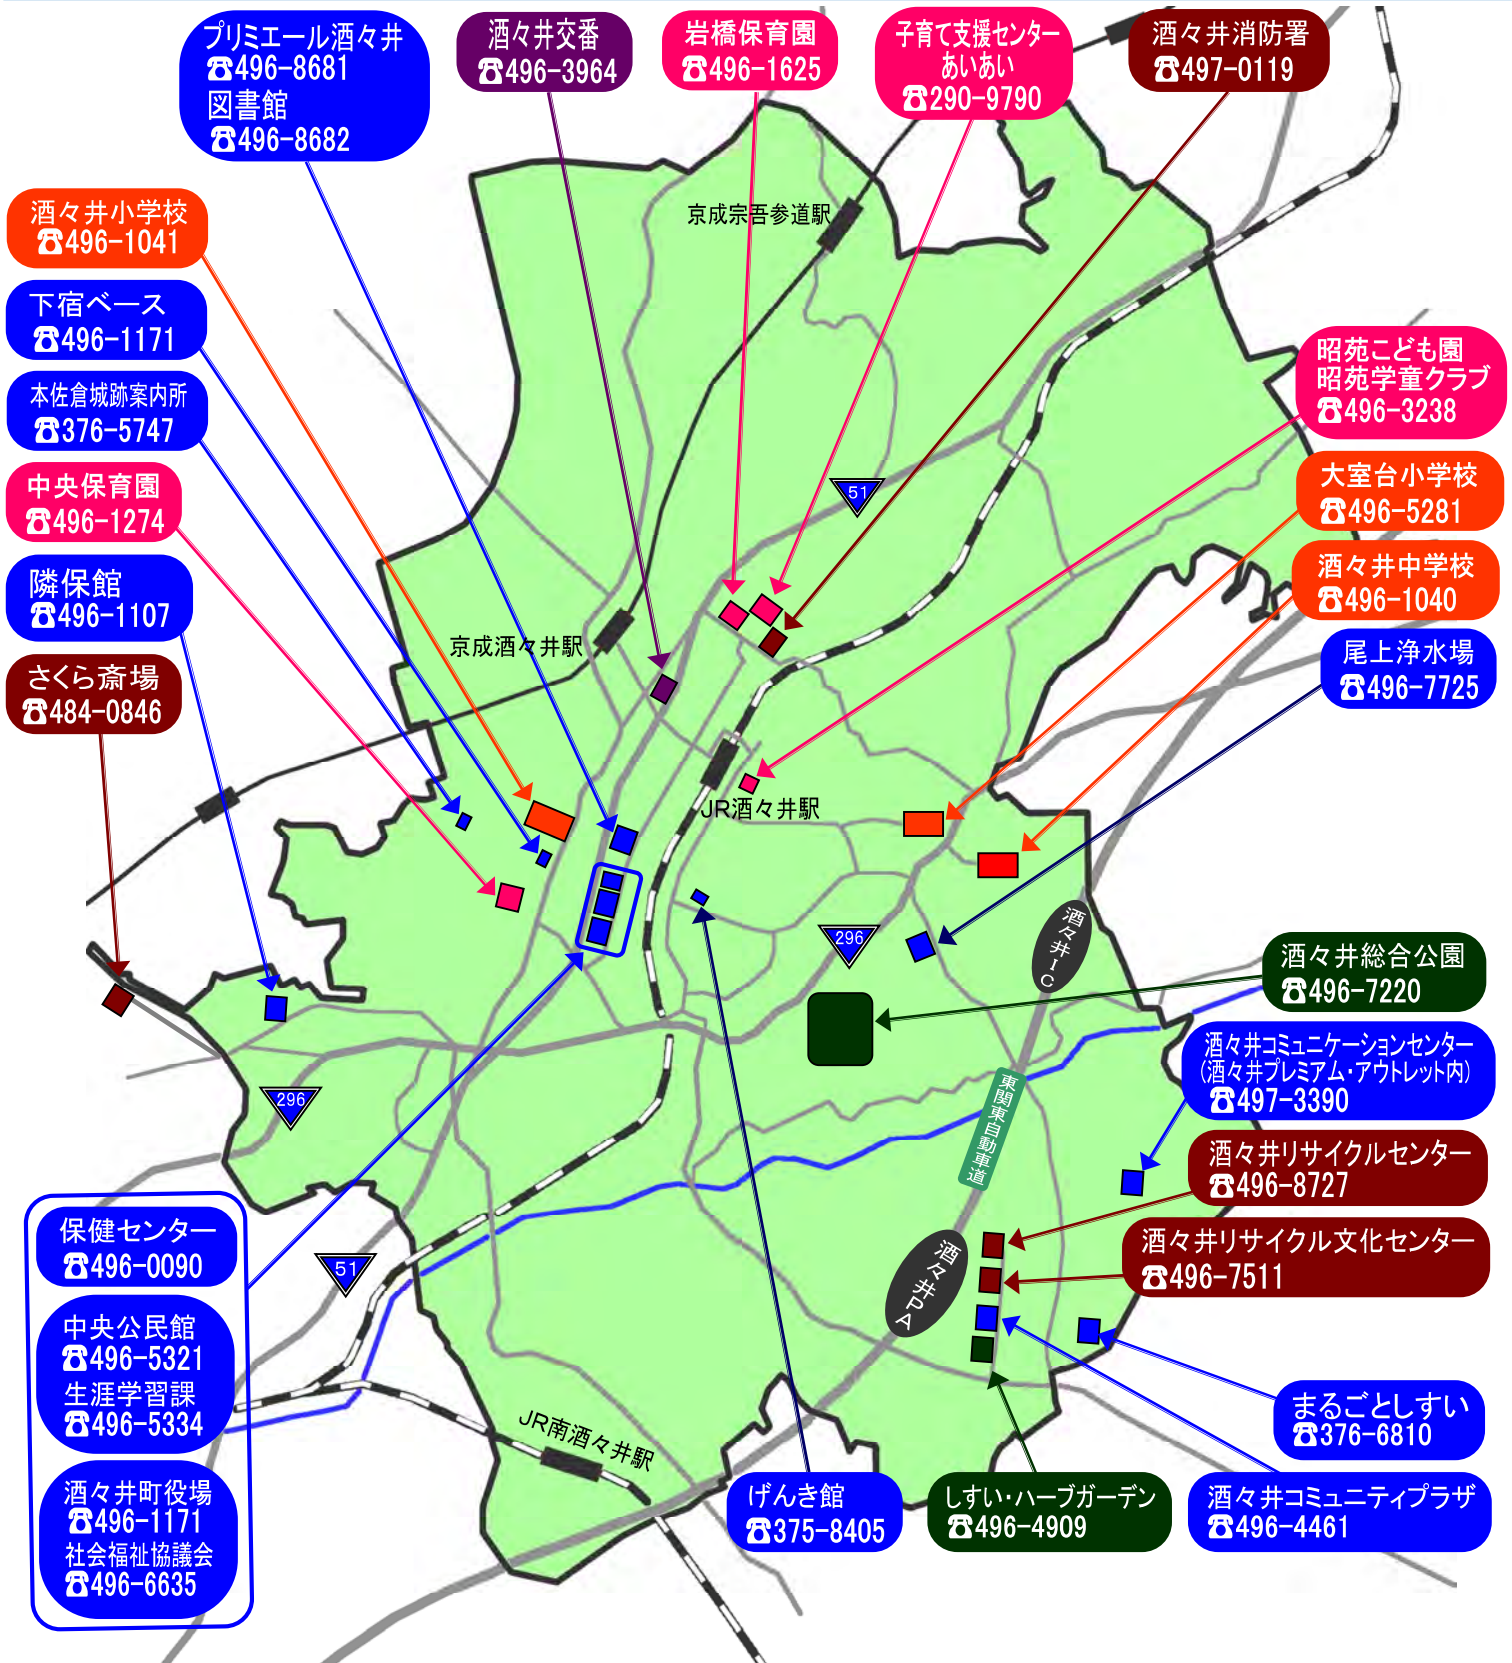 プリミエール酒々井
☎496-8681
図書館
☎496-8682
酒々井交番
☎496-3964
岩橋保育園
☎496-1625
子育て支援センター
あいあい
☎290-9790
酒々井消防署
☎497-0119
酒々井小学校
☎496-1041
下宿ベース
☎496-1171
本佐倉城跡案内所
☎376-5747
中央保育園
☎496-1274
隣保館
☎496-1107
さくら斎場
☎484-0846
京成宗吾参道駅
昭苑こども園
昭苑学童クラブ
☎496-3238
大室台小学校
☎496-5281
酒々井中学校
☎496-1040
尾上浄水場
☎496-7725
51
京成酒々井駅
JR酒々井駅
296
酒々井IC
酒々井総合公園
☎496-7220
酒々井コミュニケーションセンター
(酒々井プレミアム・アウトレット内)
☎497-3390
東関東自動車道
296
酒々井リサイクルセンター
☎496-8727
酒々井リサイクル文化センター
☎496-7511
酒々井PA
51
保健センター
☎496-0090
中央公民館
☎496-5321
生涯学習課
☎496-5334
酒々井町役場
☎496-1171
社会福祉協議会
☎496-6635
JR南酒々井駅
まるごとしすい
☎376-6810
げんき館
☎375-8405
しすい・ハーブガーデン
☎496-4909
酒々井コミュニティプラザ
☎496-4461